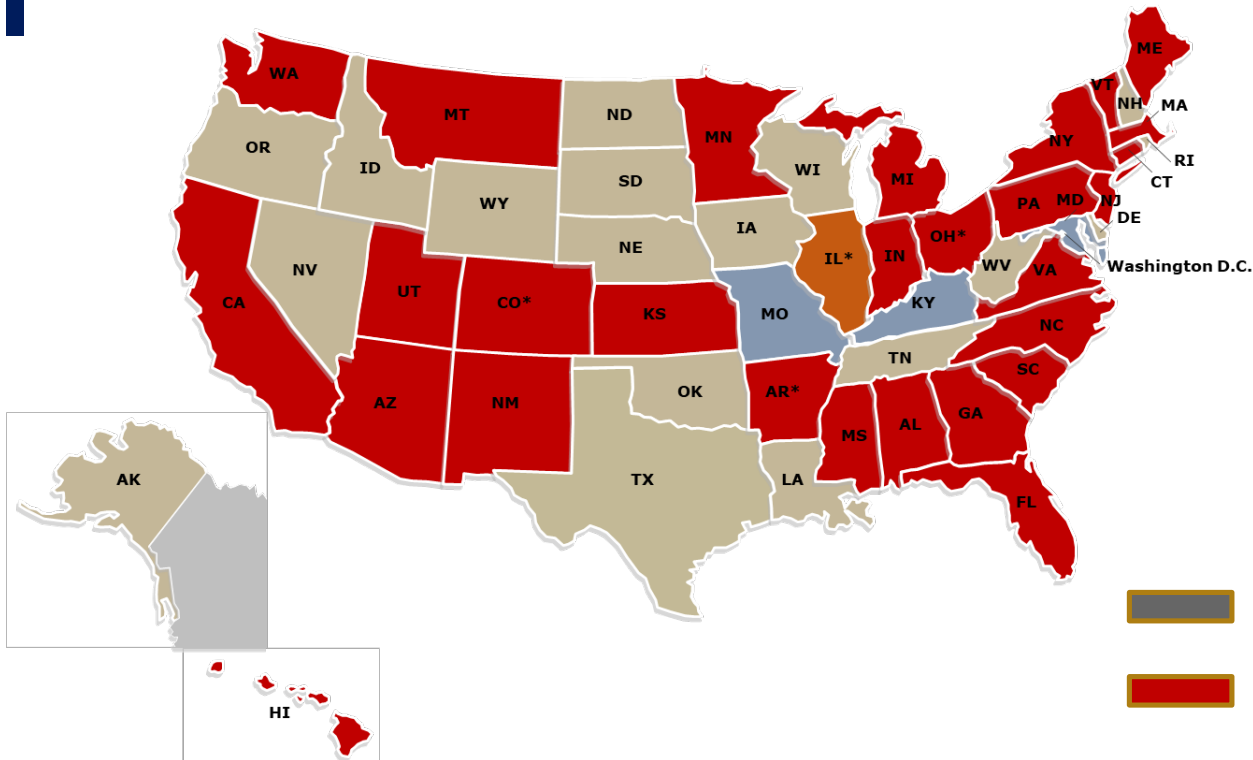 ME
WA
VT
NH
MA
MT
ND
MN
NY
OR
RI
ID
WI
MI
CT
SD
WY
PA
MD
NJ
DE
IA
OH*
NE
IL*
IN
WV
VA
Washington D.C.
NV
UT
CO*
CA
KS
MO
KY
NC
TN
SC
OK
AR*
AZ
NM
GA
AL
MS
AK
TX
LA
FL
HI